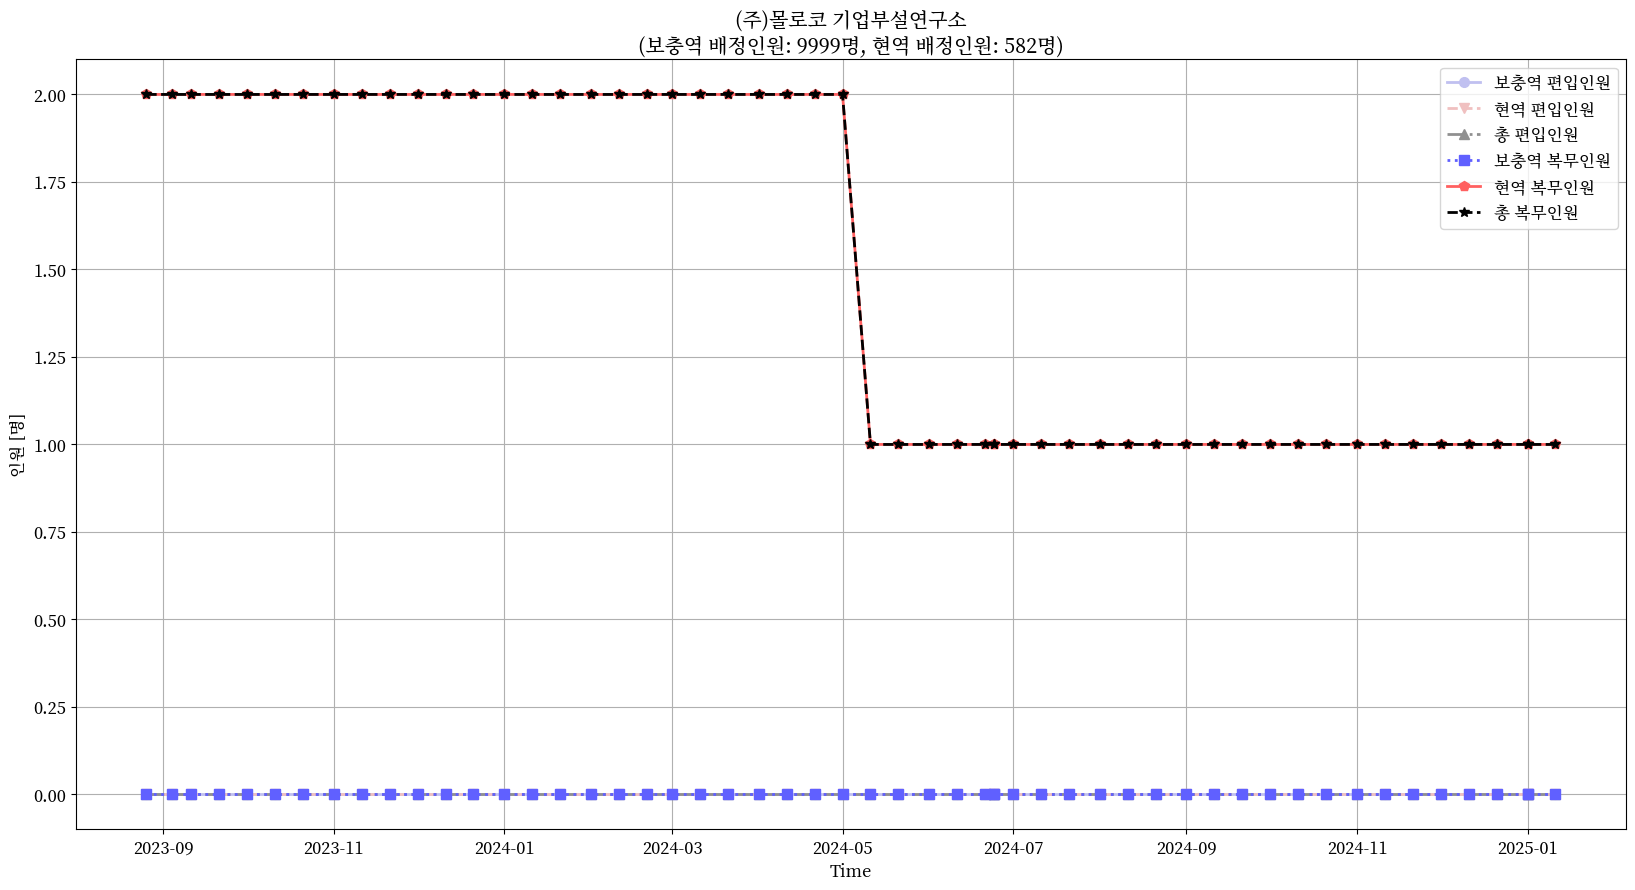 (주)몰로코 기업부설연구소
(보충역 배정인원: 9999명, 현역 배정인원: 582명)
보충역 편입인원
현역 편입인원
총 편입인원
보충역 복무인원
현역 복무인원
총 복무인원
인원 [명]
2.00
1.75
1.50
1.25
1.00
0.75
0.50
0.25
0.00
2023-09 2023-11 2024-01 2024-03 2024-05 2024-07 2024-09 2024-11 2025-01
Time